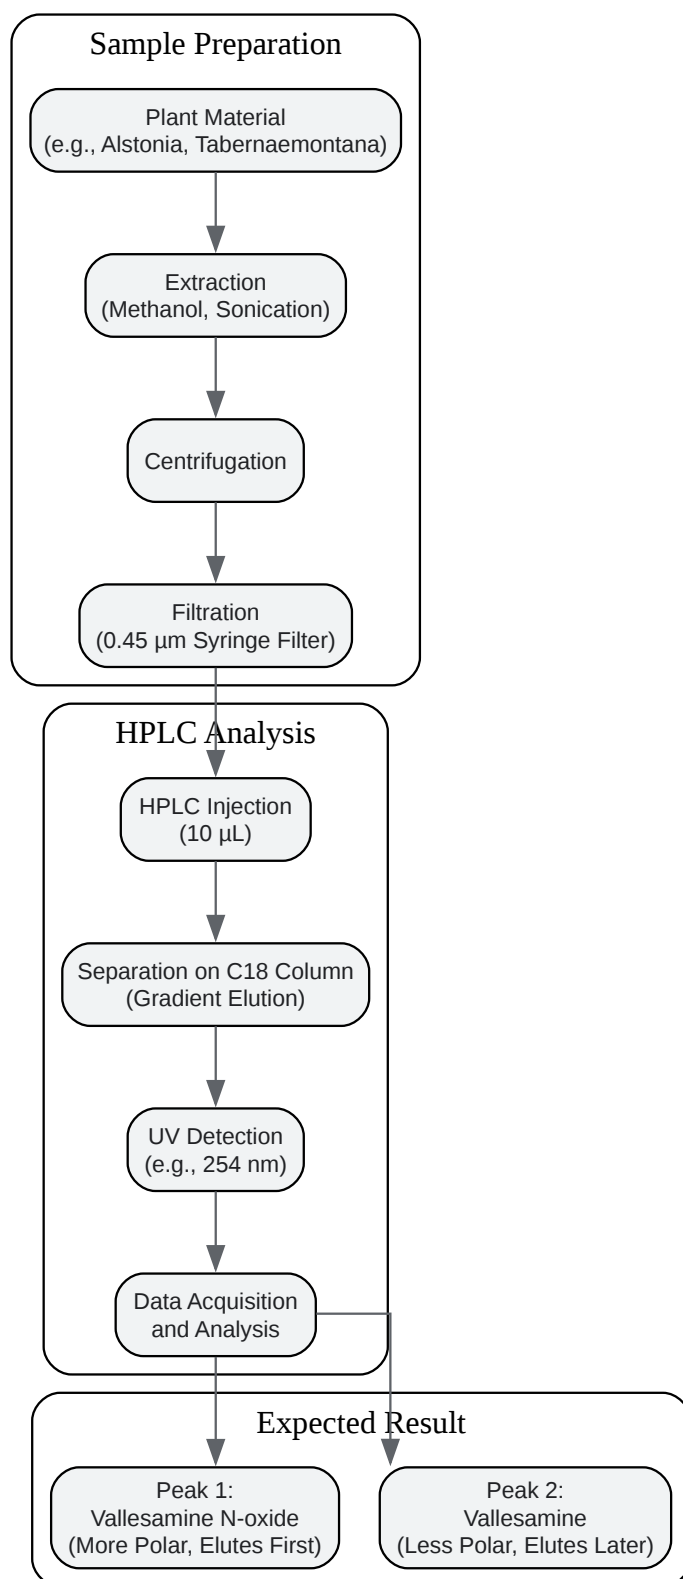 Sample Preparation
Plant Material
(e.g., Alstonia, Tabernaemontana)
Extraction
(Methanol, Sonication)
Centrifugation
Filtration
(0.45 µm Syringe Filter)
HPLC Analysis
HPLC Injection
(10 µL)
Separation on C18 Column
(Gradient Elution)
UV Detection
(e.g., 254 nm)
Data Acquisition
and Analysis
Expected Result
Peak 1:
Vallesamine N-oxide
(More Polar, Elutes First)
Peak 2:
Vallesamine
(Less Polar, Elutes Later)